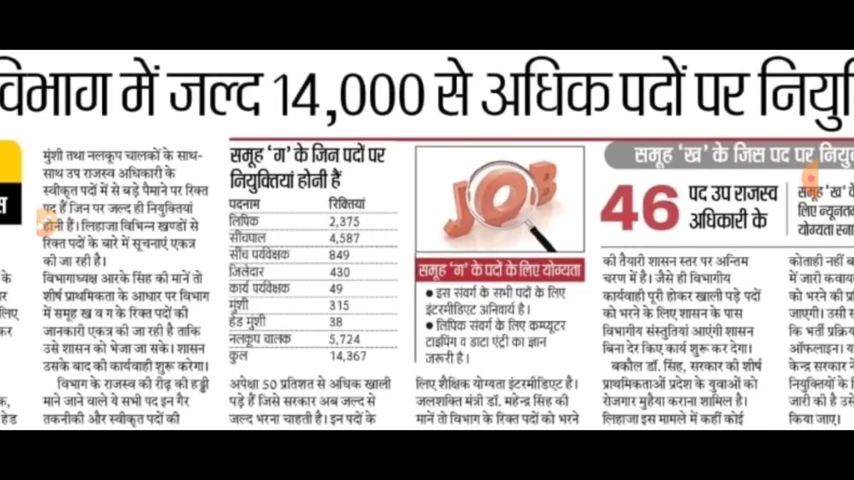 विभाग में जल्द 14,000 से अधिक पदों पर नियु
मुंशी तथा नलकूप चालकों के साथ-
साथ उप राजस्व अधिकारी के
स्वीकृत पदों में से बड़े पैमाने पर रिक्त
पद हैं जिन पर जल्द ही नियुक्तियां
होनी हैं। लिहाजा विभिन्न खण्डों से
रिक्त पदों के बारे में सूचनाएं एकत्र
की जा रही है।
विभागाध्यक्ष आरके सिंह की मानें तो
शीर्ष प्राथमिकता के आधार पर विभाग
में समूह ख व ग के रिक्त पदों की
जानकारी एकत्र की जा रही है ताकि
उसे शासन को भेजा जा सके। शासन
उसके बाद की कार्यवाही शुरू करेगा।
विभाग के राजस्व की रीढ़ की हड्डी
माने जाने वाले ये सभी पद इन गैर
तकनीकी और स्वीकृत पदों की
समूह ‘ग’ के जिन पदों पर
नियुक्तियां होनी हैं
पदनाम रिक्तियां
लिपिक 2,375
सींचपाल 4,587
सींच पर्यवेक्षक 849
जिलेदार 430
कार्य पर्यवेक्षक 49
मुंशी 315
हेड मुंशी 38
नलकूप चालक 5,724
कुल 14,367
अपेक्षा 50 प्रतिशत से अधिक खाली
पड़े हैं जिसे सरकार अब जल्द से
जल्द भरना चाहती है। इन पदों के
JOB
समूह ‘ग’ के पदों के लिए योग्यता
● इस संवर्ग के सभी पदों के लिए
इंटरमीडिएट अनिवार्य है।
● लिपिक संवर्ग के लिए कम्प्यूटर
टाइपिंग व डाटा एंट्री का ज्ञान
जरूरी है।
लिए शैक्षिक योग्यता इंटरमीडिएट है।
जलशक्ति मंत्री डॉ. महेन्द्र सिंह की
मानें तो विभाग के रिक्त पदों को भरने
समूह ‘ख’ के जिस पद पर नियु
46 पद उप राजस्व
अधिकारी के
समूह ‘ख’ के
लिए न्यूनत
योग्यता स्ना
की तैयारी शासन स्तर पर अन्तिम
चरण में है। जैसे ही विभागीय
कार्यवाही पूरी होकर खाली पड़े पदों
को भरने के लिए शासन के पास
विभागीय संस्तुतियां आएंगी शासन
बिना देर किए कार्य शुरू कर देगा।
बकौल डॉ. सिंह, सरकार की शीर्ष
प्राथमिकताओं प्रदेश के युवाओं को
रोजगार मुहैया कराना शामिल है।
लिहाजा इस मामले में कहीं कोई
कोताही नहीं ब
में जारी कवाय
को भरने की प्र
जाएगी। उसी स
कि भर्ती प्रक्रि
ऑफलाइन। य
केन्द्र सरकार ने
नियुक्तियों के ि
जारी की है उसे
किया जाए।